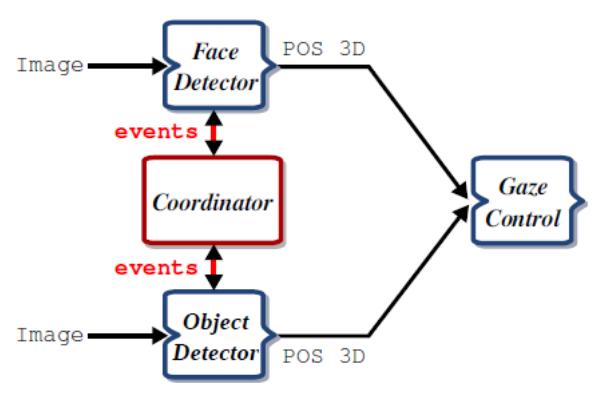 Image
Face
Detector
POS 3D
events
Coordinator
Gaze
Control
events
Image
Object
Detector
POS 3D